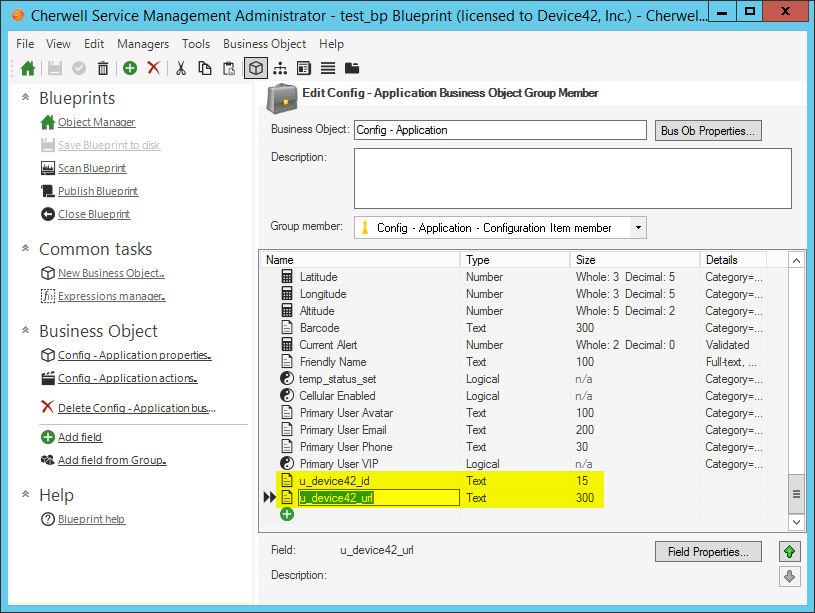 Cherwell Service Management Administrator - test_bp Blueprint (licensed to Device42, Inc.) - Cherwell...
File View Edit Managers Tools Business Object Help
Blueprints
Object Manager
Save Blueprint to disk
Scan Blueprint
Publish Blueprint
Close Blueprint
Common tasks
New Business Object..
Expressions manager..
Business Object
Config - Application properties..
Config - Application actions..
Delete Config - Application bus....
Add field
Add field from Group..
Help
Blueprint help
Edit Config - Application Business Object Group Member
Business Object: Config - Application Bus Ob Properties...
Description:
Group member: Config - Application - Configuration Item member
Name Type Size Details
Latitude Number Whole: 3 Decimal: 5 Category=...
Longitude Number Whole: 3 Decimal: 5 Category=...
Altitude Number Whole: 5 Decimal: 2 Category=...
Barcode Text 300 Category=...
Current Alert Number Whole: 2 Decimal: 0 Validated
Friendly Name Text 100 Full-text, ...
temp_status_set Logical n/a Category=...
Cellular Enabled Logical n/a Category=...
Primary User Avatar Text 100 Category=...
Primary User Email Text 200 Category=...
Primary User Phone Text 30 Category=...
Primary User VIP Logical n/a Category=...
u_device42_id Text 15
u_device42_url Text 300
Field: u_device42_url Field Properties...
Description: